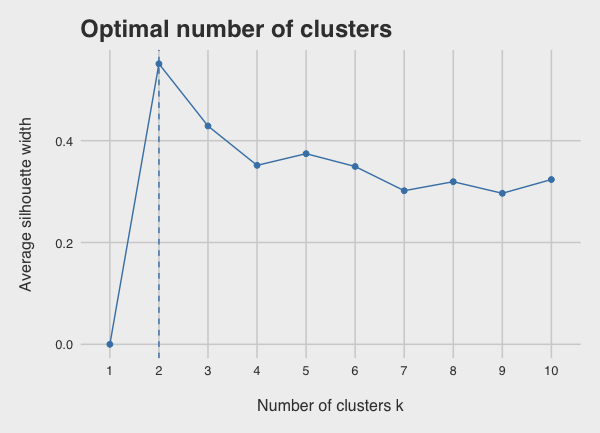 Optimal number of clusters
Average silhouette width
0.4
0.2
0.0
1 2 3 4 5 6 7 8 9 10
Number of clusters k